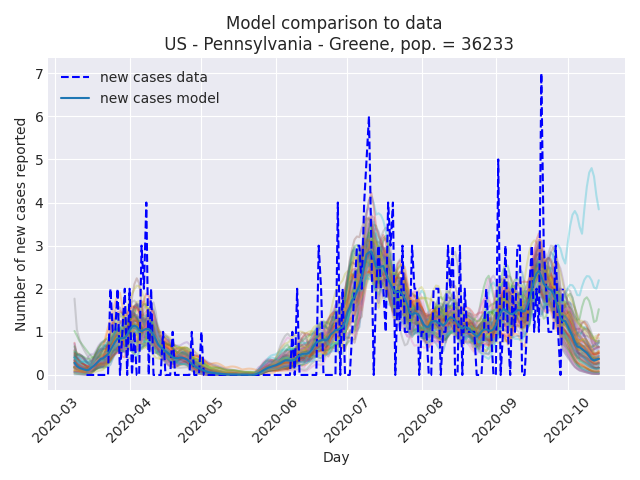 Model comparison to data
US - Pennsylvania - Greene, pop. = 36233
new cases data
new cases model
Number of new cases reported
7
6
5
4
3
2
1
0
2020-03
2020-04
2020-05
2020-06
2020-07
2020-08
2020-09
2020-10
Day